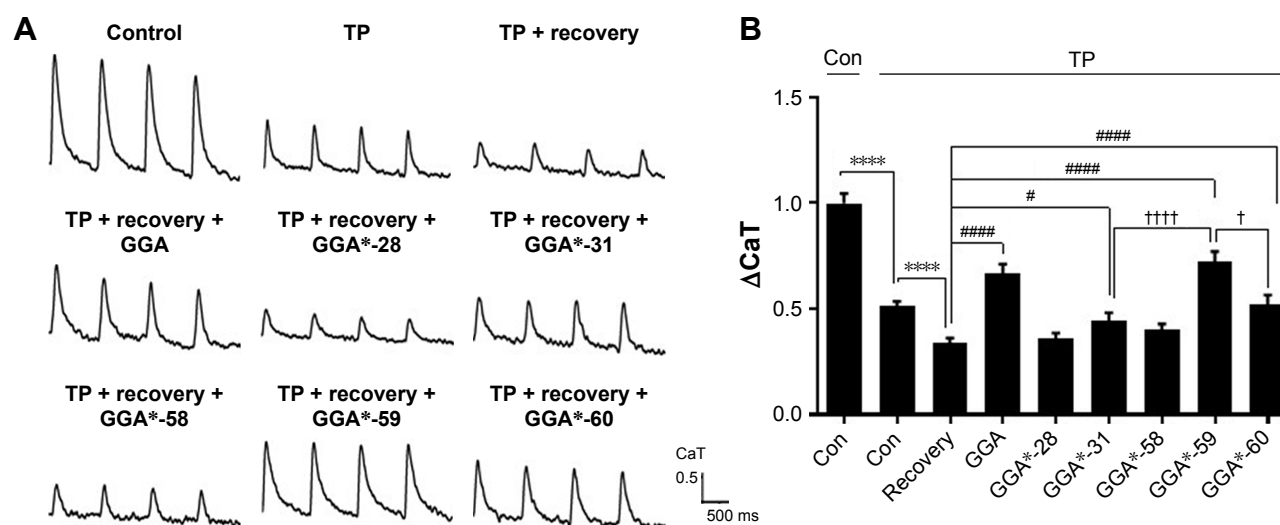 A
Control
TP
TP + recovery
TP + recovery +
GGA
TP + recovery +
GGA*-28
TP + recovery +
GGA*-31
TP + recovery +
GGA*-58
TP + recovery +
GGA*-59
TP + recovery +
GGA*-60
CaT
0.5
500 ms
B
Con
TP
ΔCaT
1.5
1.0
0.5
0.0
****
****
####
#
####
####
††††
†
Con
Con
Recovery
GGA
GGA*-28
GGA*-31
GGA*-58
GGA*-59
GGA*-60